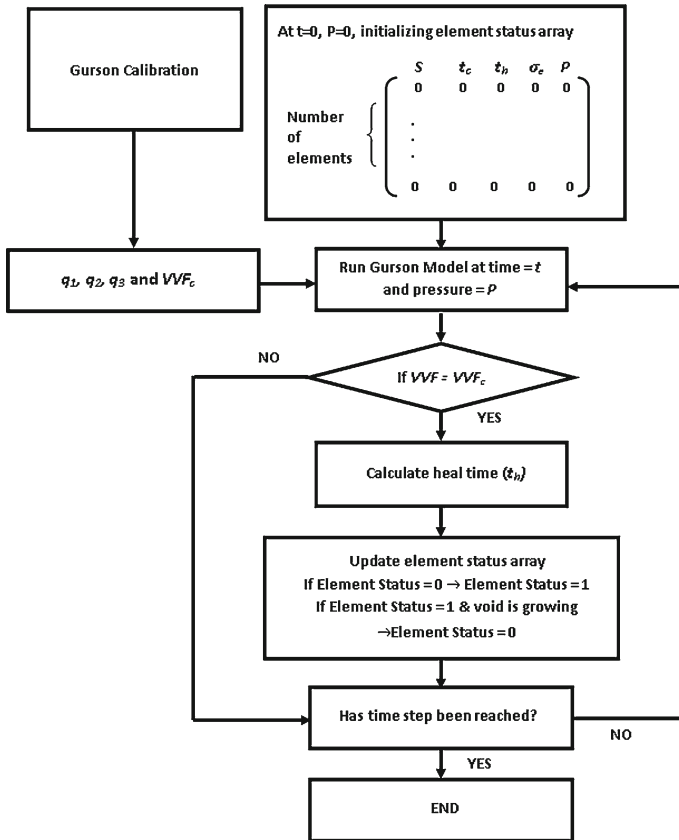 Gurson Calibration
At t=0, P=0, initializing element status array
S t_c t_h σ_e P
0 0 0 0 0
Number
of
elements
.
.
.
0 0 0 0 0
q_1, q_2, q_3 and VVF_c
Run Gurson Model at time = t
and pressure = P
NO
If VVF = VVF_c
YES
Calculate heal time (t_h)
Update element status array
If Element Status = 0 → Element Status = 1
If Element Status = 1 & void is growing
→Element Status = 0
Has time step been reached?
NO
YES
END